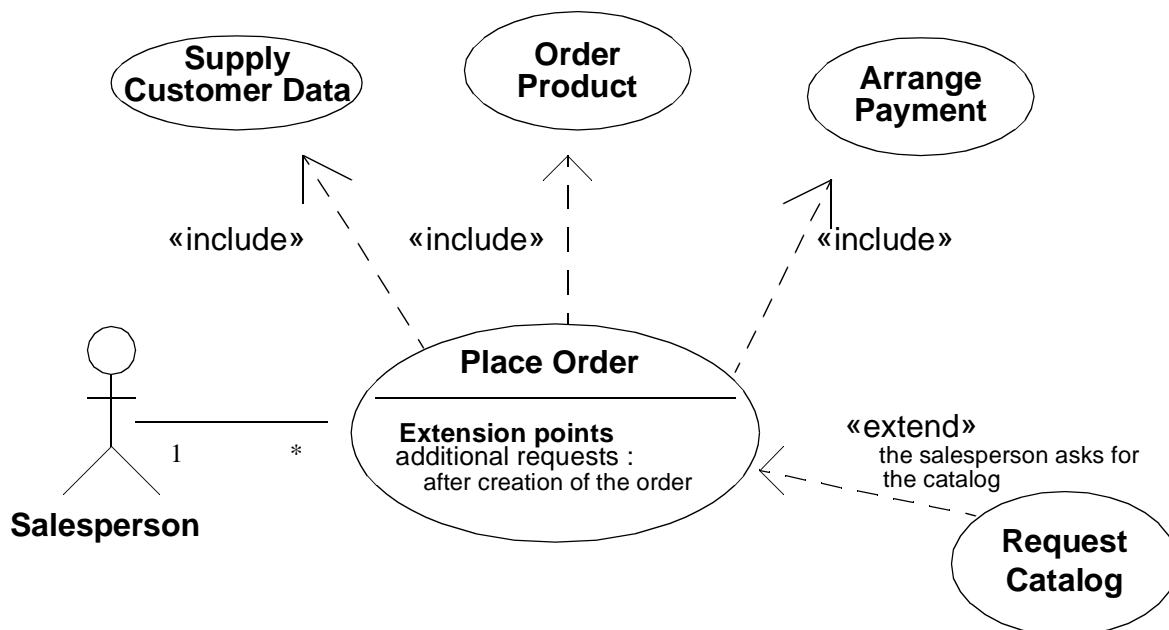 Supply
Customer Data
Order
Product
Arrange
Payment
«include»
«include»
«include»
Place Order
Extension points
additional requests :
after creation of the order
1
*
Salesperson
«extend»
the salesperson asks for
the catalog
Request
Catalog